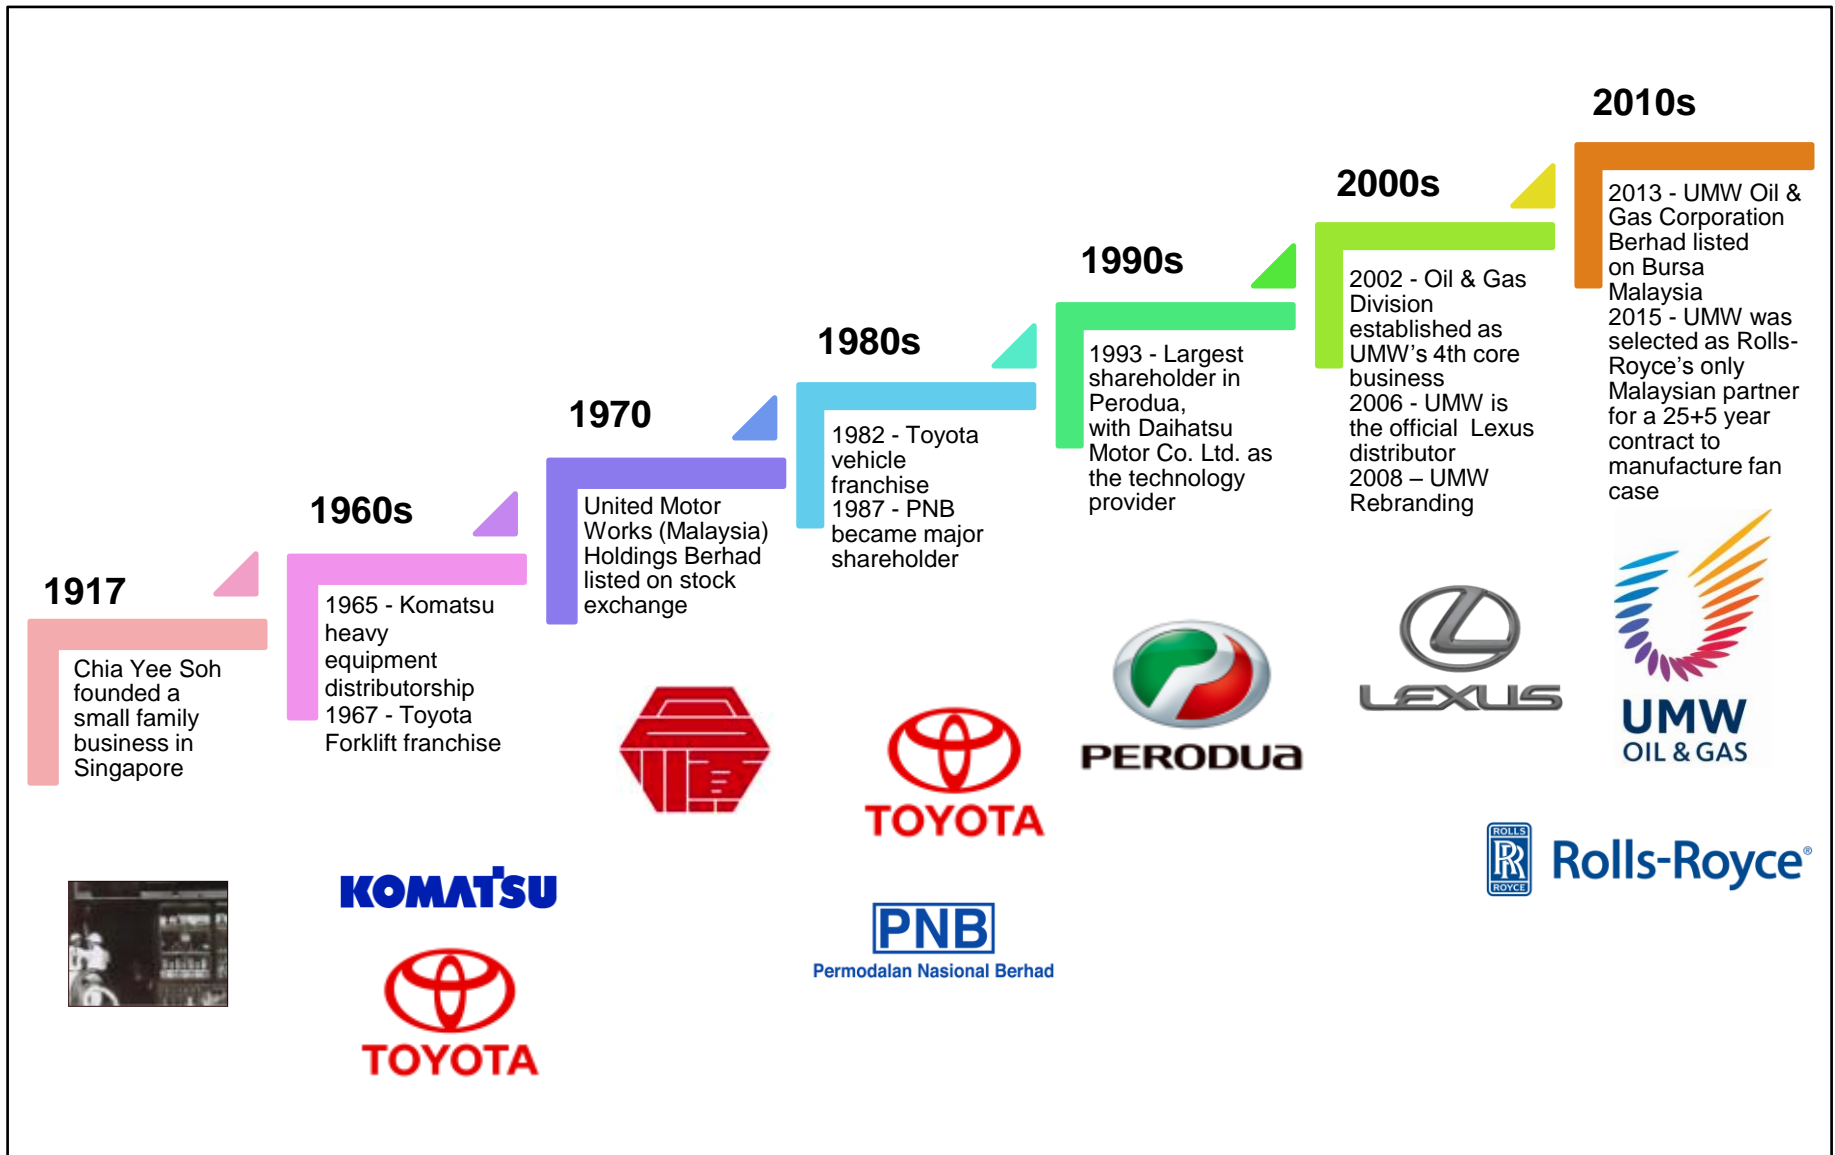 1917
Chia Yee Soh
founded a
small family
business in
Singapore
1960s
1965 - Komatsu
heavy
equipment
distributorship
1967 - Toyota
Forklift franchise
KOMATSU
TOYOTA
1970
United Motor
Works (Malaysia)
Holdings Berhad
listed on stock
exchange
1980s
1982 - Toyota
vehicle
franchise
1987 - PNB
became major
shareholder
TOYOTA
PNB
Permodalan Nasional Berhad
1990s
1993 - Largest
shareholder in
Perodua,
with Daihatsu
Motor Co. Ltd. as
the technology
provider
PERODUA
2000s
2002 - Oil & Gas
Division
established as
UMW’s 4th core
business
2006 - UMW is
the official  Lexus
distributor
2008 – UMW
Rebranding
LEXUS
2010s
2013 - UMW Oil &
Gas Corporation
Berhad listed
on Bursa
Malaysia
2015 - UMW was
selected as Rolls-
Royce’s only
Malaysian partner
for a 25+5 year
contract to
manufacture fan
case
UMW
OIL & GAS
ROLLS
RR
ROYCE
Rolls-Royce®